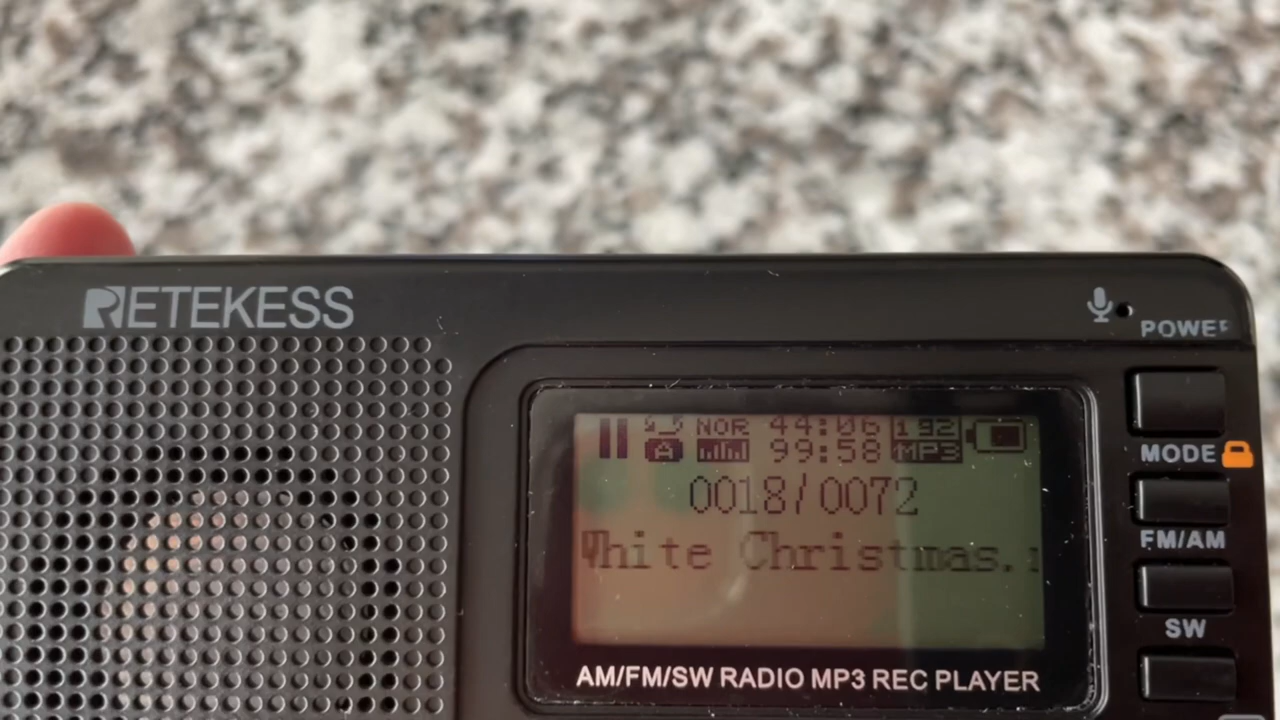 RETEKESS
POWER
NOR 44:06 192
A 99:58 MP3
0018/0072
White Christmas.
MODE
FM/AM
SW
AM/FM/SW RADIO MP3 REC PLAYER